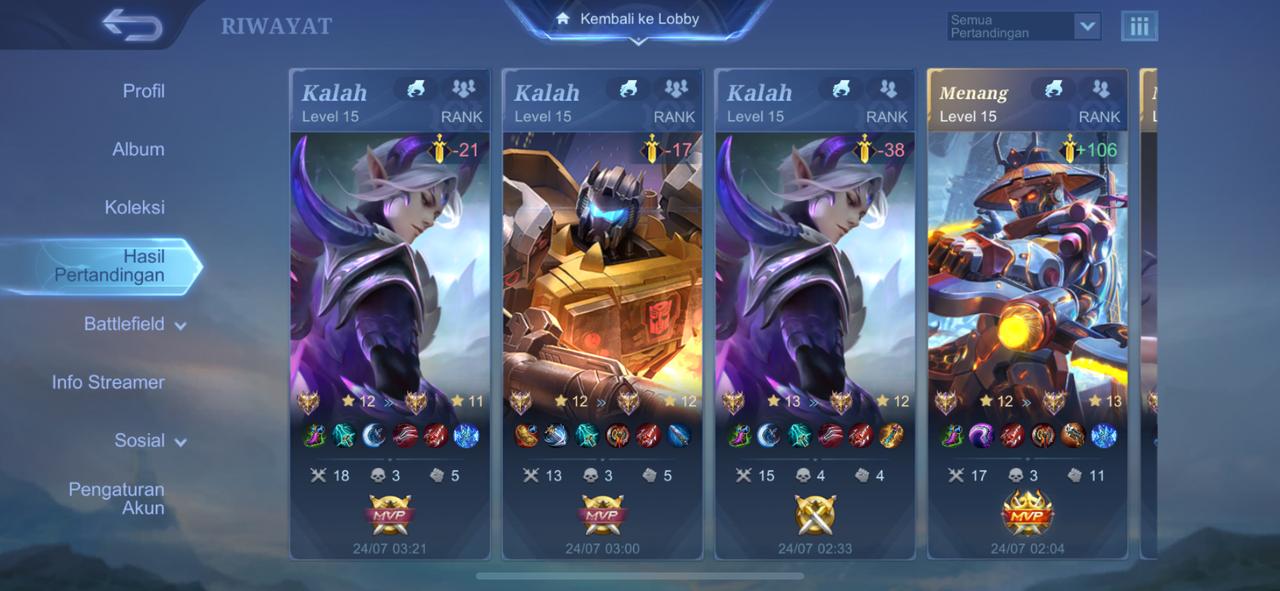 RIWAYAT
Kembali ke Lobby
Semua
Pertandingan
Profil
Album
Koleksi
Hasil
Pertandingan
Battlefield
Info Streamer
Sosial
Pengaturan
Akun
Kalah
Level 15
RANK
-21
12 » 11
18 3 5
MVP
24/07 03:21
Kalah
Level 15
RANK
-17
12 » 12
13 3 5
MVP
24/07 03:00
Kalah
Level 15
RANK
-38
13 » 12
15 4 4
24/07 02:33
Menang
Level 15
RANK
+106
12 » 13
17 3 11
MVP
24/07 02:04